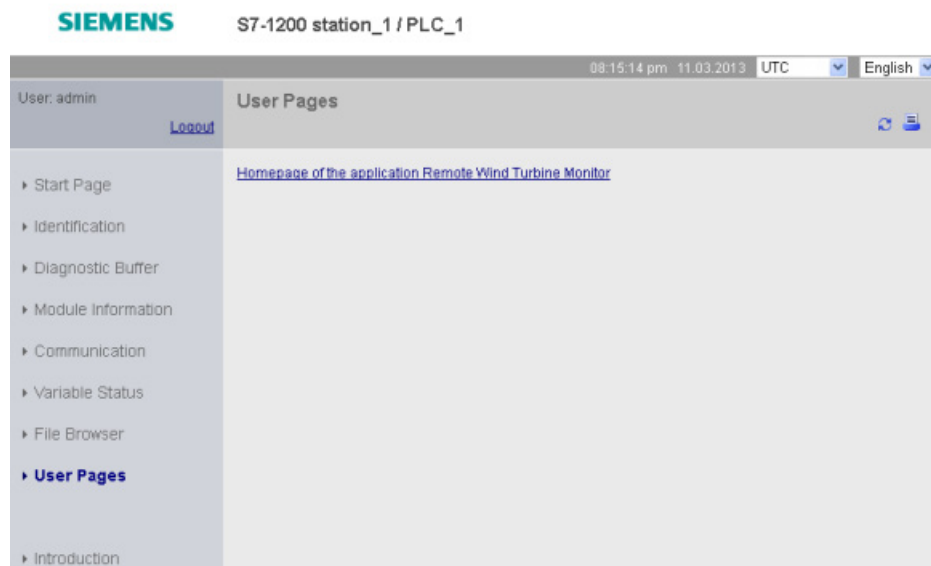 SIEMENS
S7-1200 station_1 / PLC_1
08:15:14 pm 11.03.2013 UTC English
User: admin
Logout
User Pages
Start Page
Identification
Diagnostic Buffer
Module Information
Communication
Variable Status
File Browser
User Pages
Introduction
Homepage of the application Remote Wind Turbine Monitor